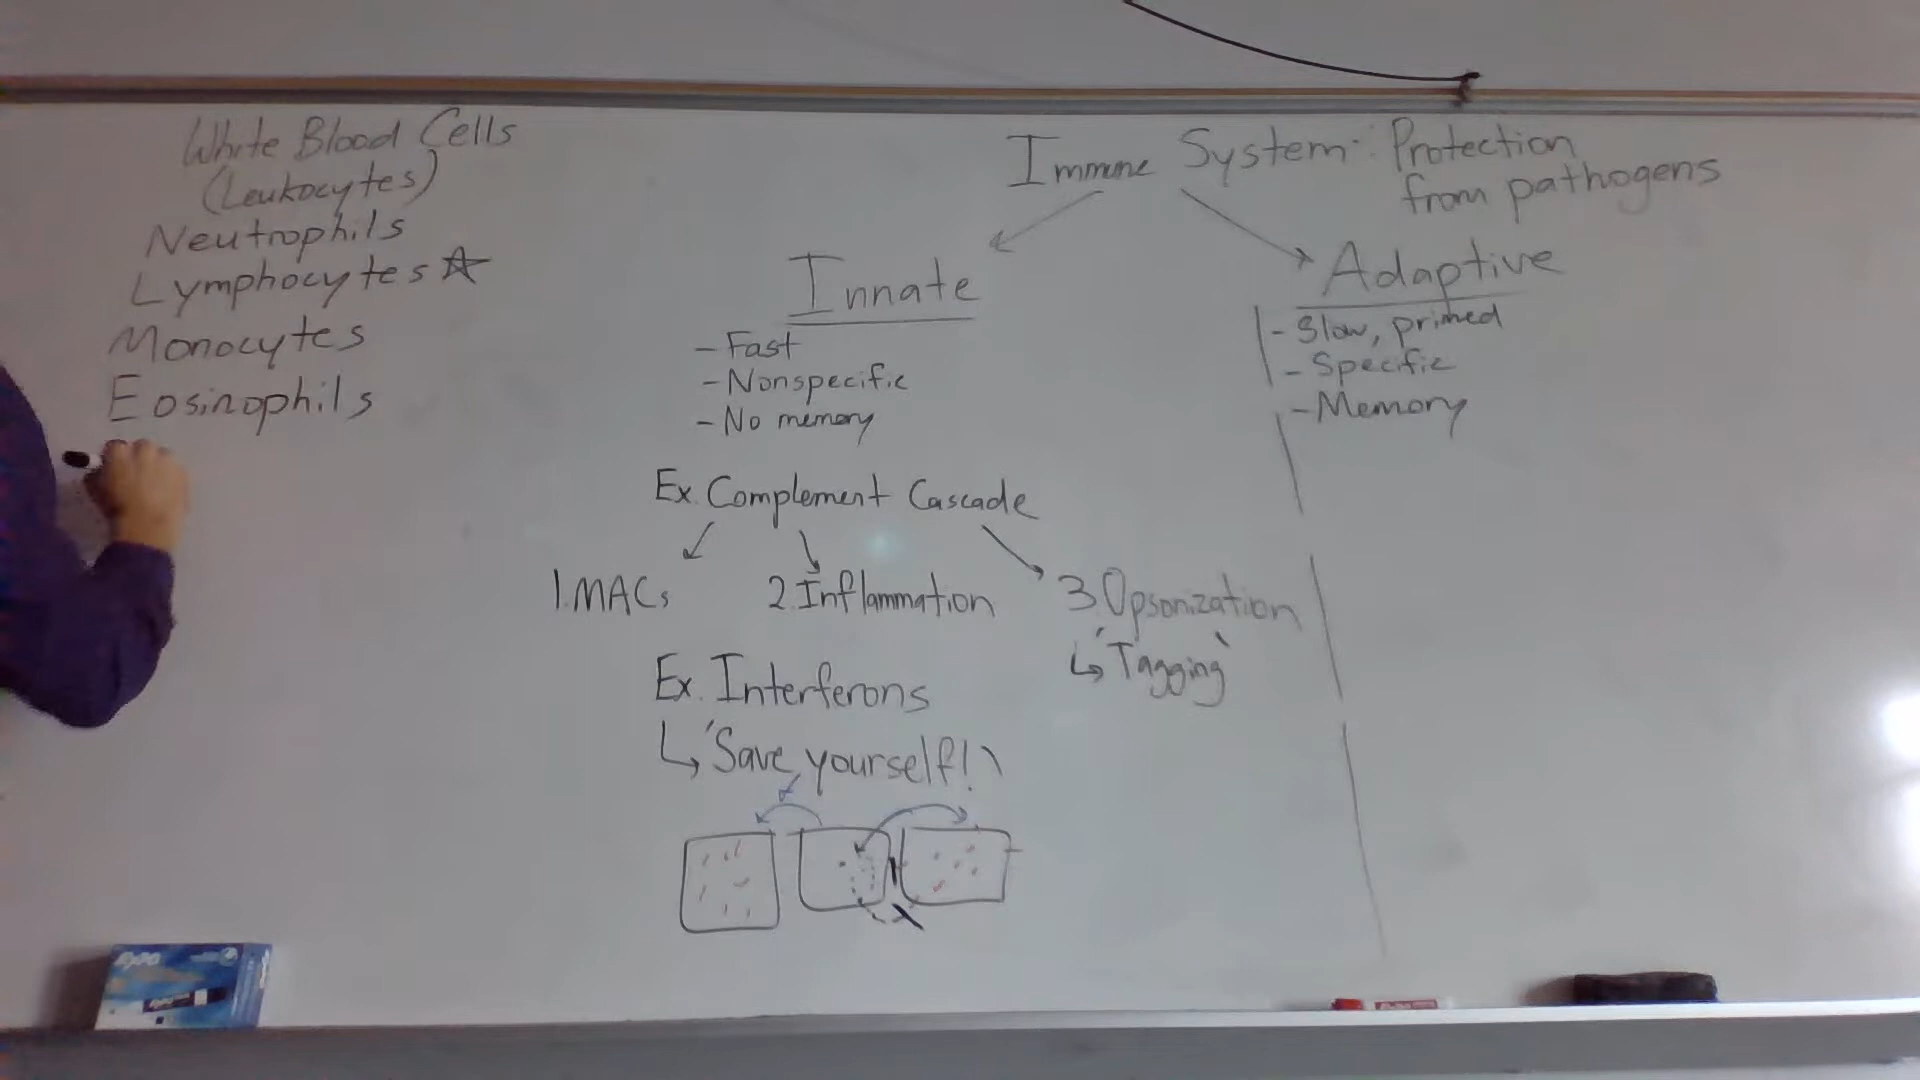 White Blood Cells
(Leukocytes)
Neutrophils
Lymphocytes
Monocytes
Eosinophils
Immune System: Protection
from pathogens
Innate
- Fast
- Nonspecific
- No memory
Adaptive
- Slow, primed
- Specific
- Memory
Ex. Complement Cascade
1. MACs
2. Inflammation
3 Opsonization
'Tagging'
Ex. Interferons
'Save yourself!'
EXPO